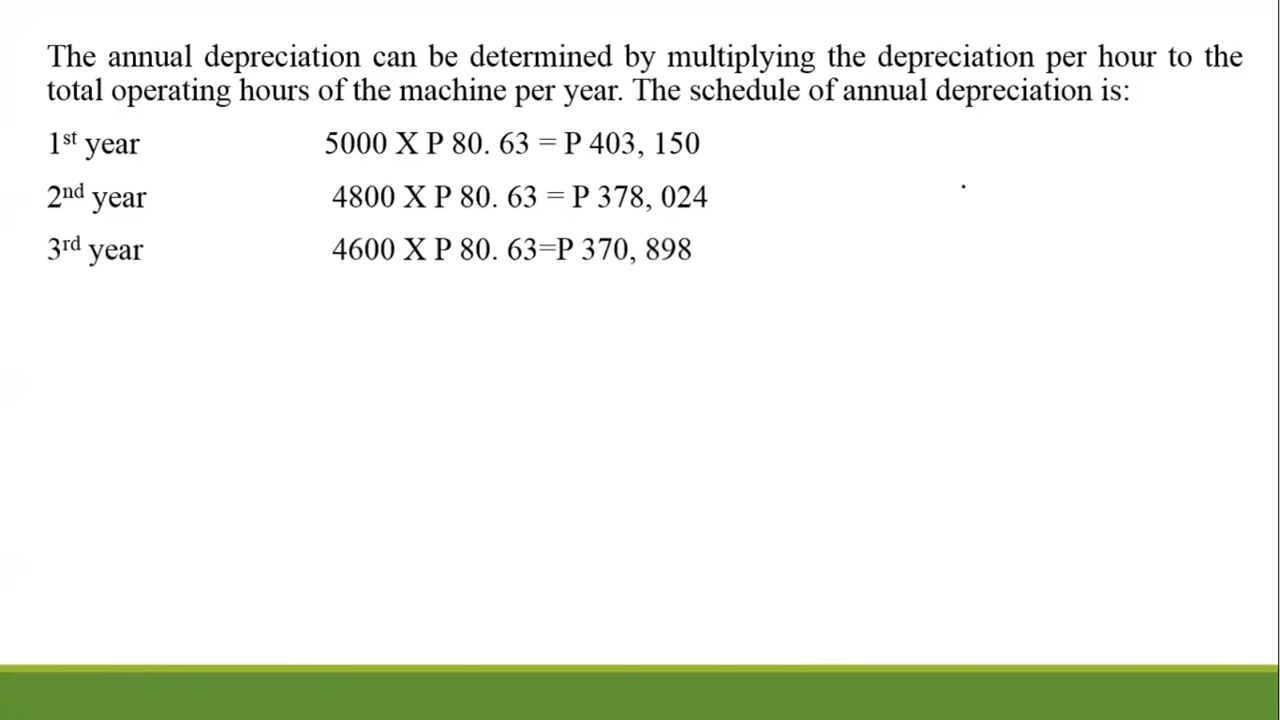 The annual depreciation can be determined by multiplying the depreciation per hour to the
total operating hours of the machine per year. The schedule of annual depreciation is:
1st year 5000 X P 80. 63 = P 403, 150
2nd year 4800 X P 80. 63 = P 378, 024
3rd year 4600 X P 80. 63=P 370, 898